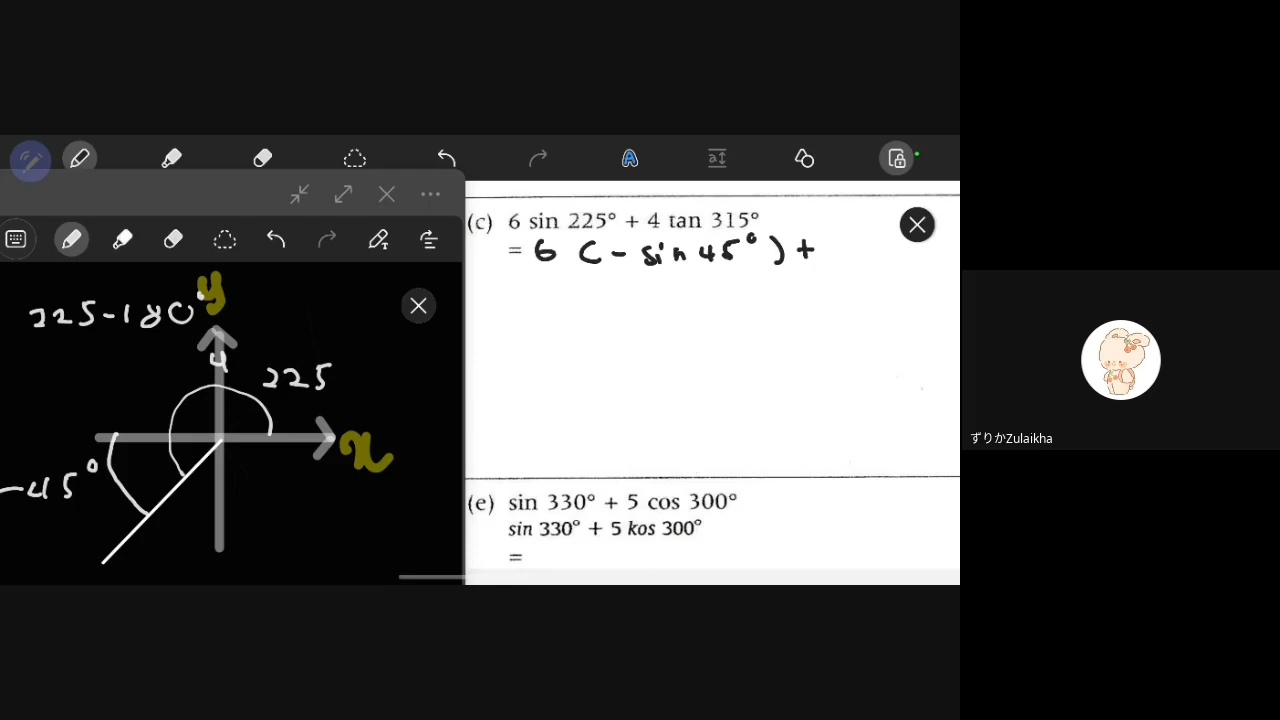 (c) 6 sin 225° + 4 tan 315°
= 6 (- sin 45°) +
225-180°
y
4
225
x
-45°
(e) sin 330° + 5 cos 300°
sin 330° + 5 kos 300°
=
ずりかZulaikha